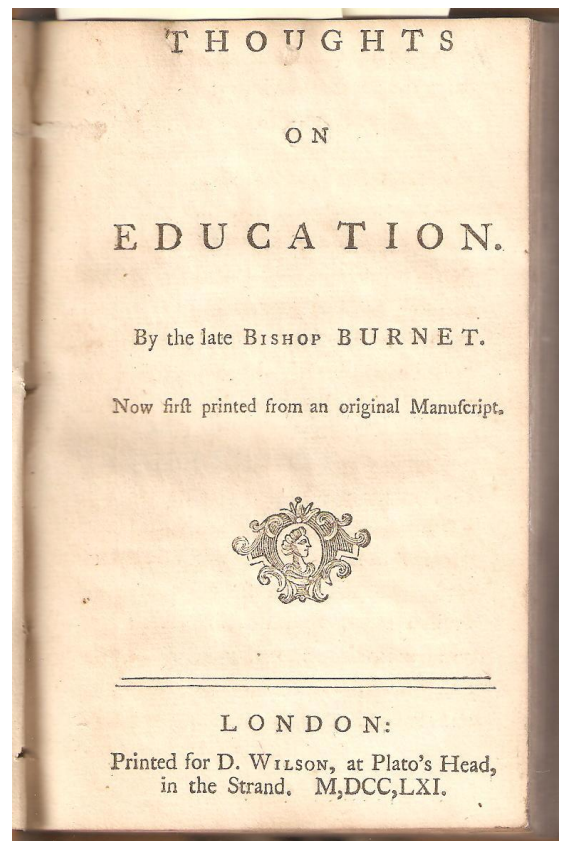 THOUGHTS
ON
EDUCATION.
By the late BISHOP BURNET.
Now firſt printed from an original Manuſcript.
LONDON:
Printed for D. WILSON, at Plato's Head,
in the Strand. M,DCC,LXI.